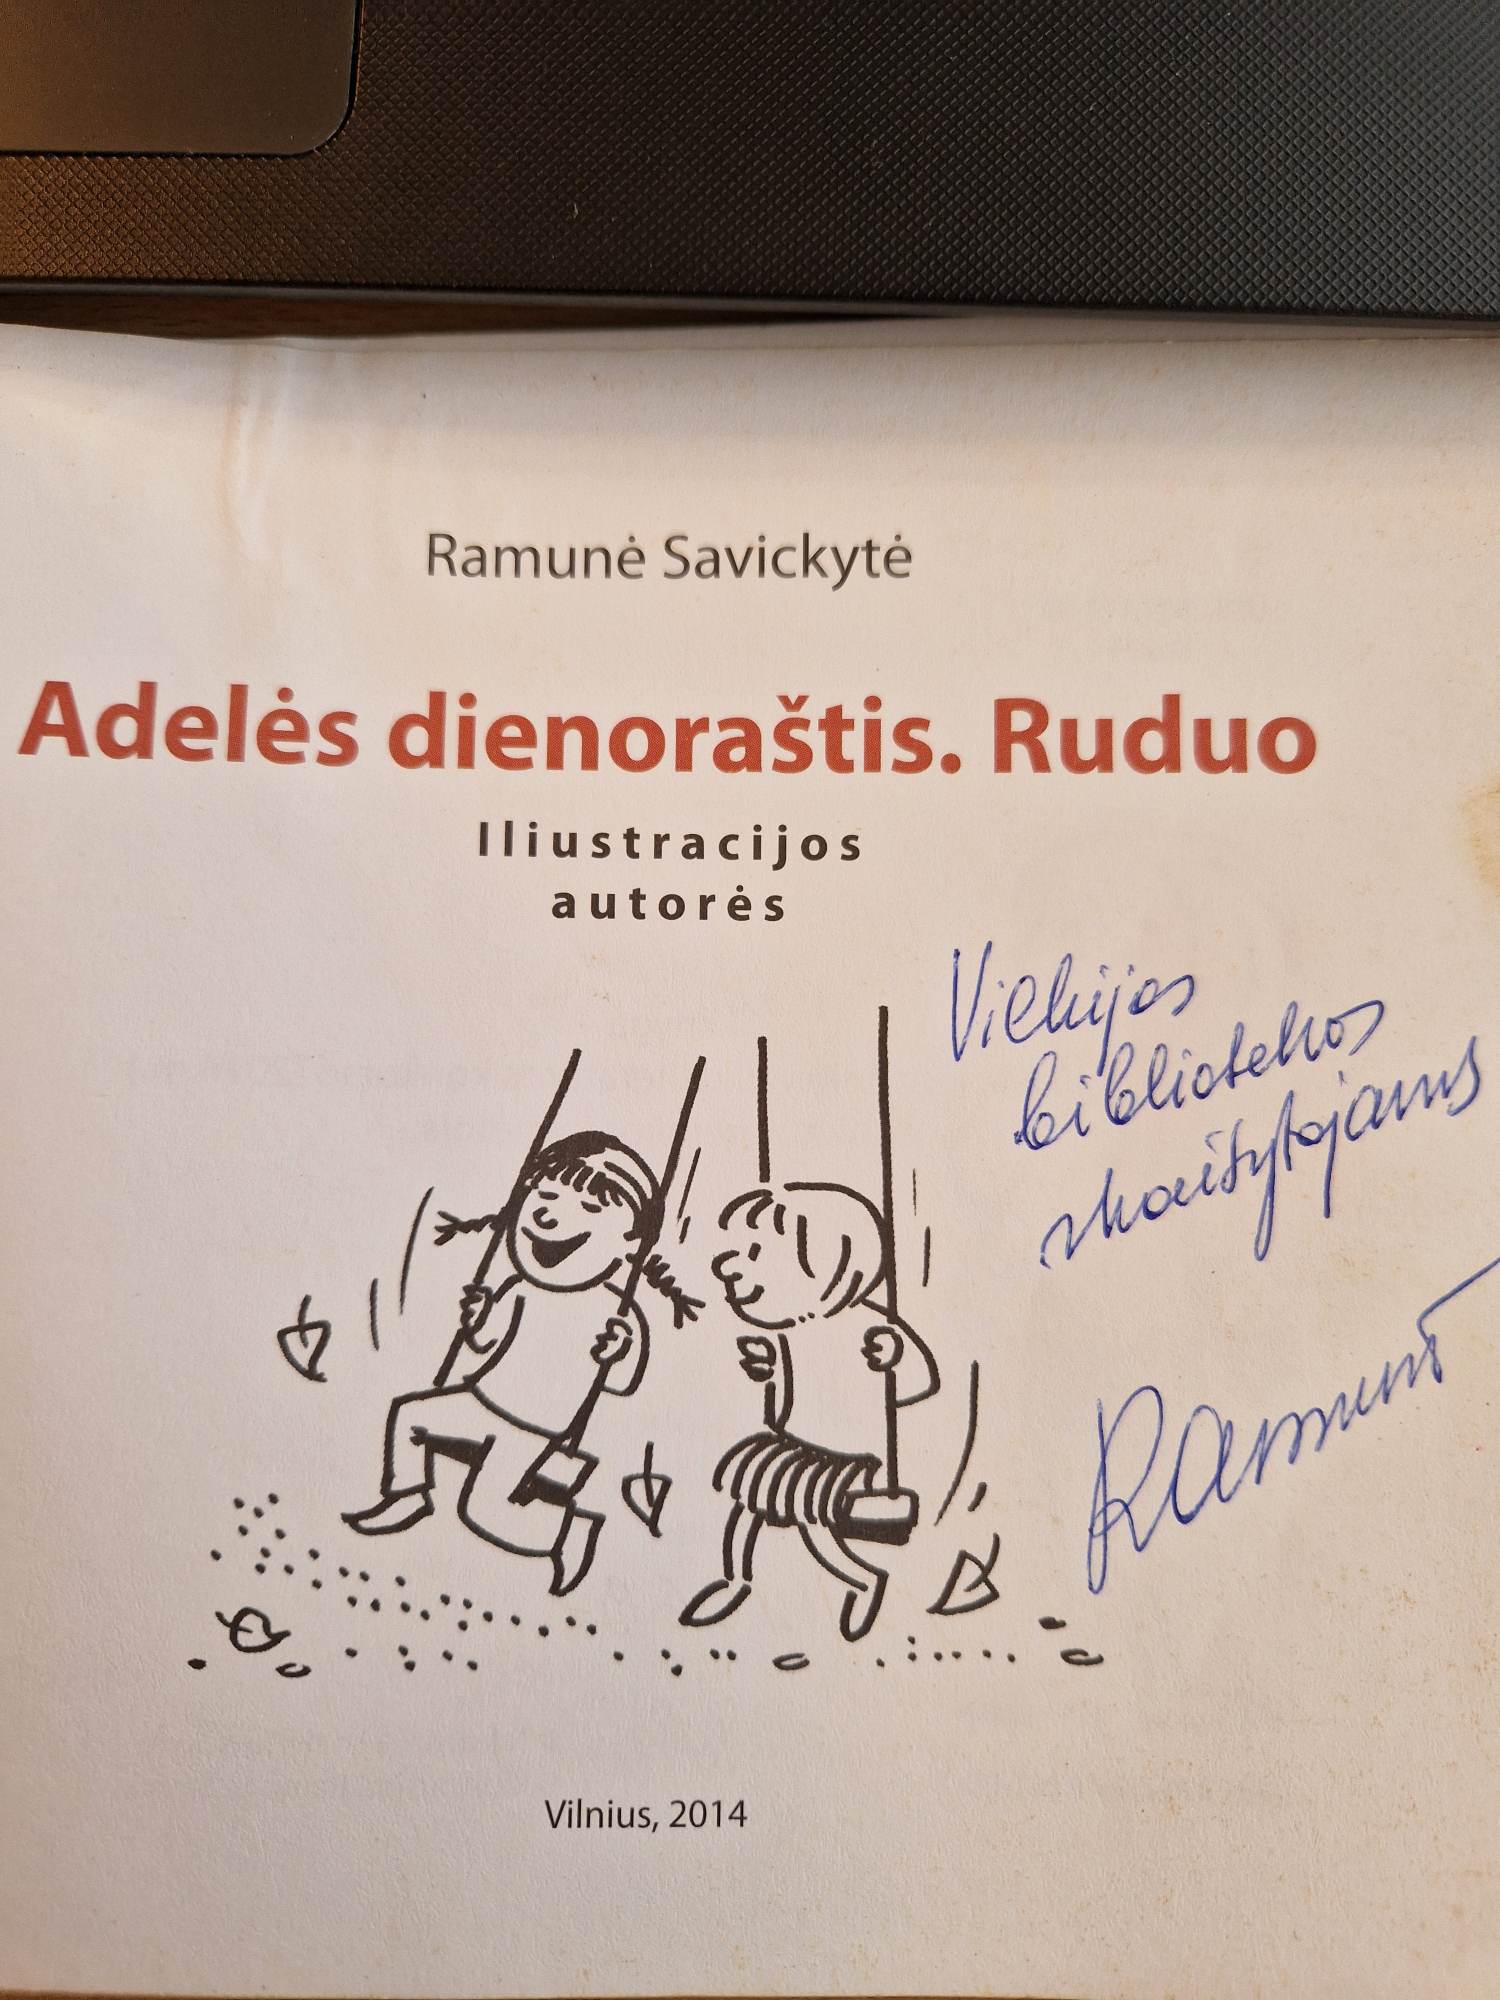 Ramunė Savickytė
Adelės dienoraštis. Ruduo
Iliustracijos
autorės
Vilkijos
bibliotekos
skaitytojams
Ramunė
Vilnius, 2014